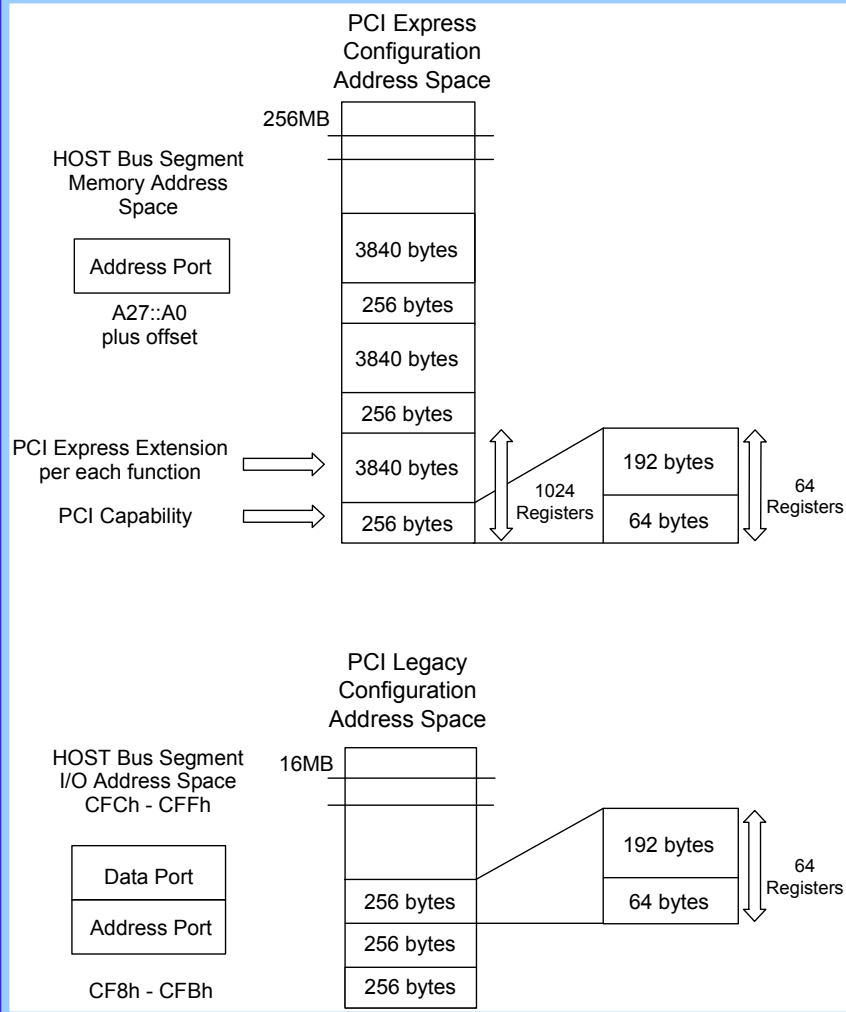 PCI Express
Configuration
Address Space
256MB
HOST Bus Segment
Memory Address
Space
Address Port
A27::A0
plus offset
3840 bytes
256 bytes
3840 bytes
256 bytes
3840 bytes
256 bytes
PCI Express Extension
per each function
PCI Capability
1024
Registers
192 bytes
64 bytes
64
Registers
PCI Legacy
Configuration
Address Space
HOST Bus Segment
I/O Address Space
CFCh - CFFh
16MB
Data Port
Address Port
CF8h - CFBh
256 bytes
256 bytes
256 bytes
192 bytes
64 bytes
64
Registers